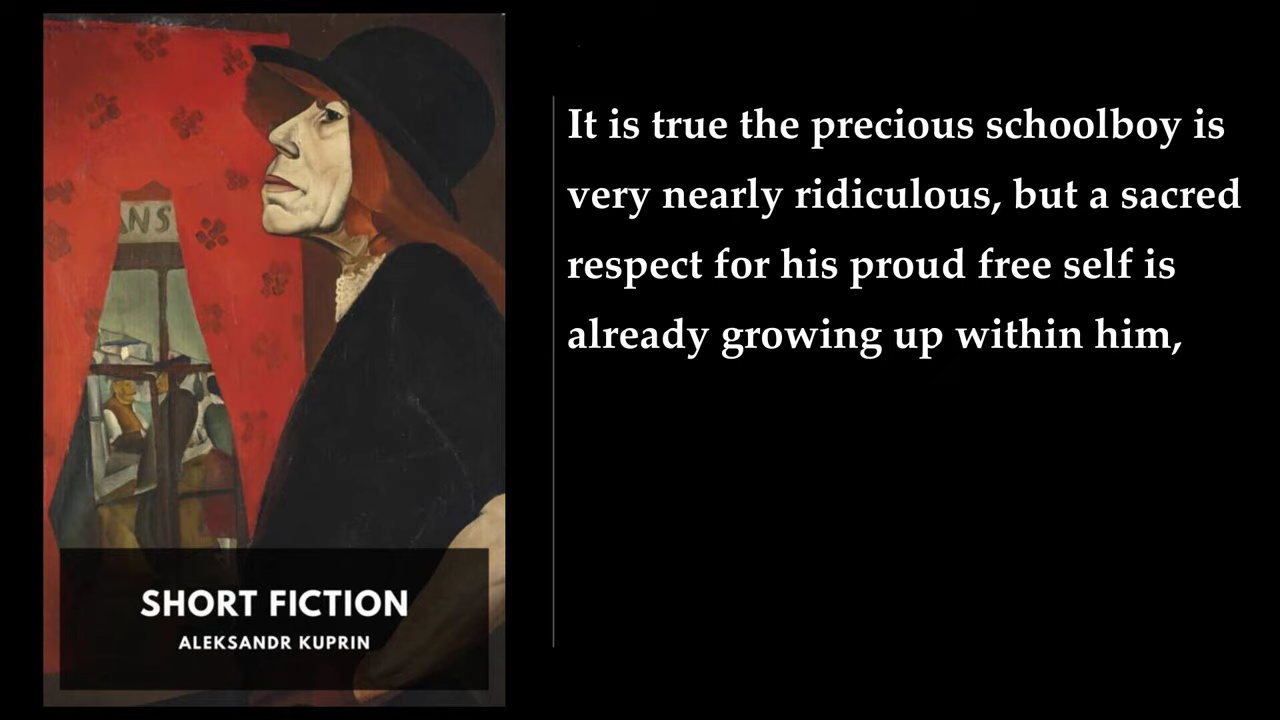 ANS
SHORT FICTION
ALEKSANDR KUPRIN
It is true the precious schoolboy is
very nearly ridiculous, but a sacred
respect for his proud free self is
already growing up within him,